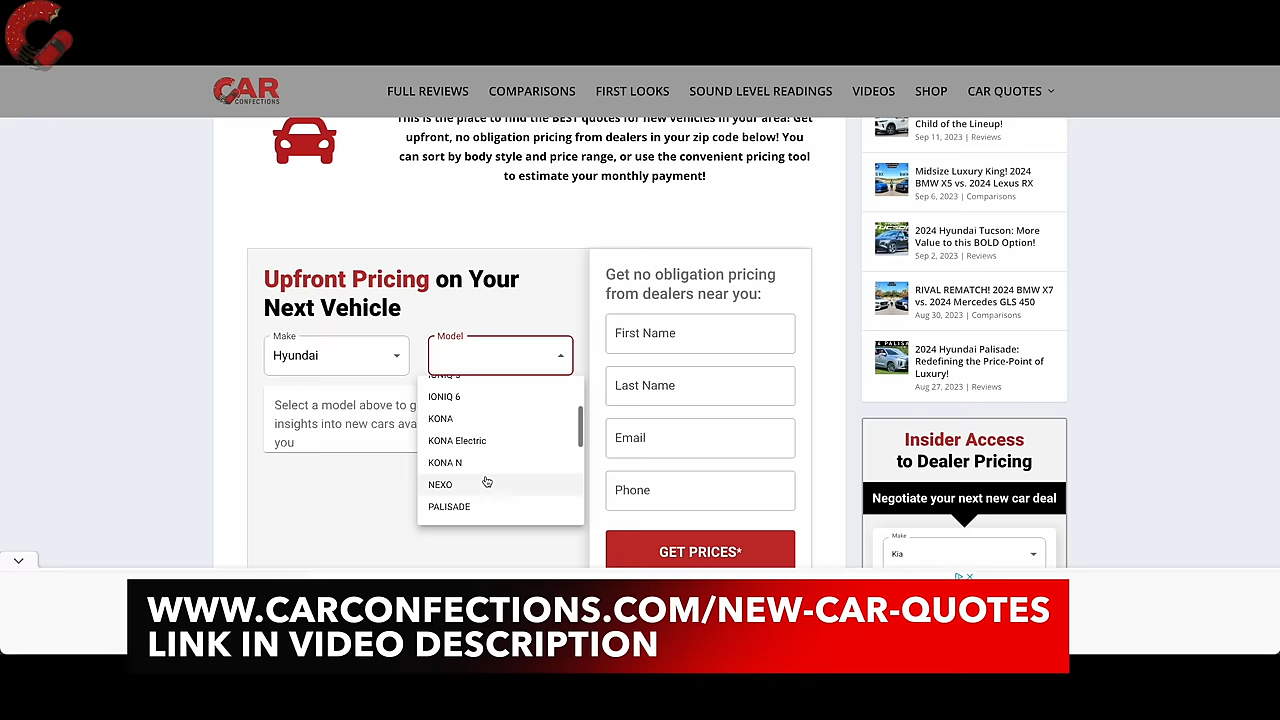 CAR
CONFECTIONS
FULL REVIEWS
COMPARISONS
FIRST LOOKS
SOUND LEVEL READINGS
VIDEOS
SHOP
CAR QUOTES
This is the place to find the BEST quotes for new vehicles in your area! Get
upfront, no obligation pricing from dealers in your zip code below! You
can sort by body style and price range, or use the convenient pricing tool
to estimate your monthly payment!
Upfront Pricing on Your
Next Vehicle
Make
Hyundai
Model
Select a model above to g
insights into new cars ava
you
IONIQ 5
IONIQ 6
KONA
KONA Electric
KONA N
NEXO
PALISADE
Get no obligation pricing
from dealers near you:
First Name
Last Name
Email
Phone
GET PRICES*
Child of the Lineup!
Sep 11, 2023 | Reviews
Midsize Luxury King! 2024
BMW X5 vs. 2024 Lexus RX
Sep 6, 2023 | Comparisons
2024 Hyundai Tucson: More
Value to this BOLD Option!
Sep 2, 2023 | Reviews
RIVAL REMATCH! 2024 BMW X7
vs. 2024 Mercedes GLS 450
Aug 30, 2023 | Comparisons
2024 Hyundai Palisade:
Redefining the Price-Point of
Luxury!
Aug 27, 2023 | Reviews
Insider Access
to Dealer Pricing
Negotiate your next new car deal
Make
Kia
WWW.CARCONFECTIONS.COM/NEW-CAR-QUOTES
LINK IN VIDEO DESCRIPTION